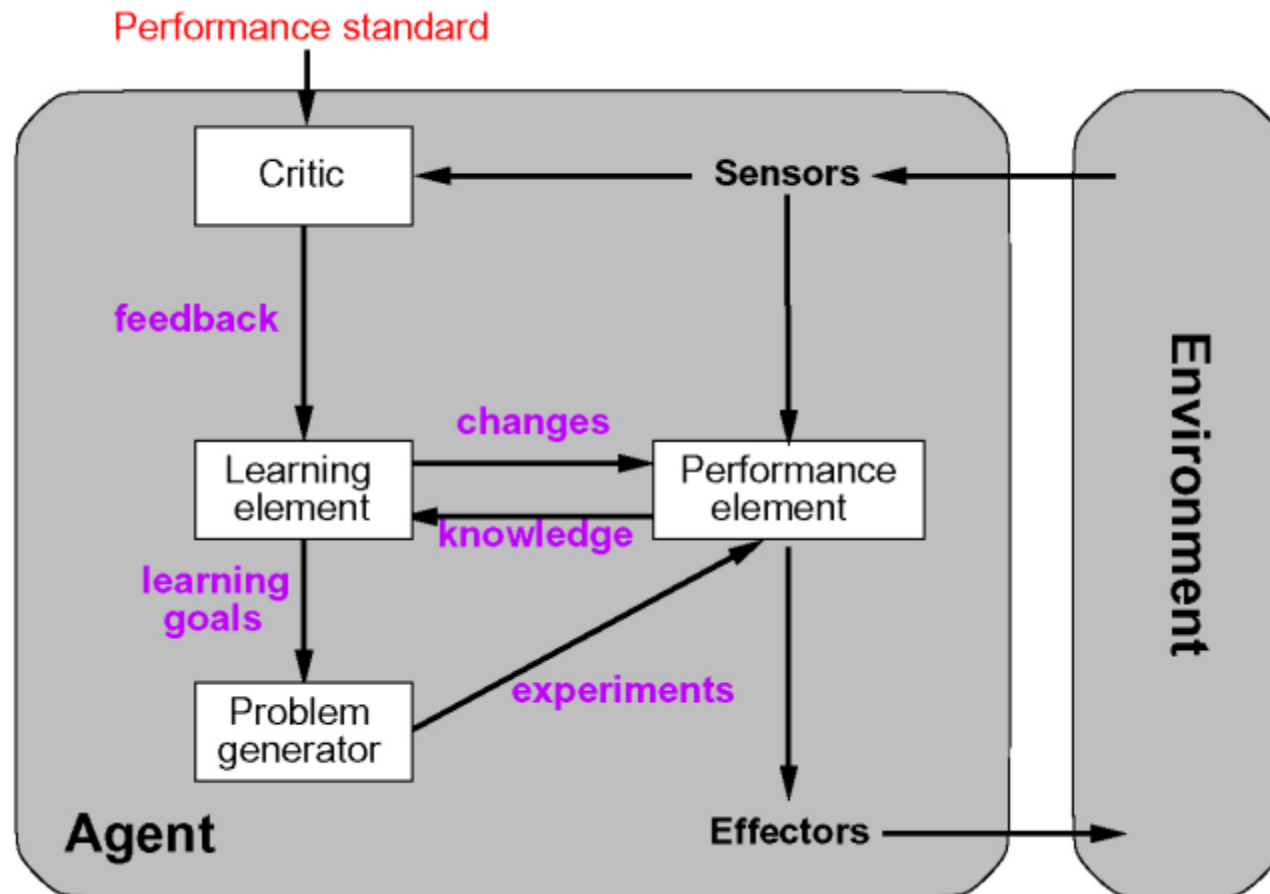 Performance standard
Critic
Sensors
feedback
changes
Learning
element
Performance
element
knowledge
learning
goals
experiments
Problem
generator
Agent
Effectors
Environment